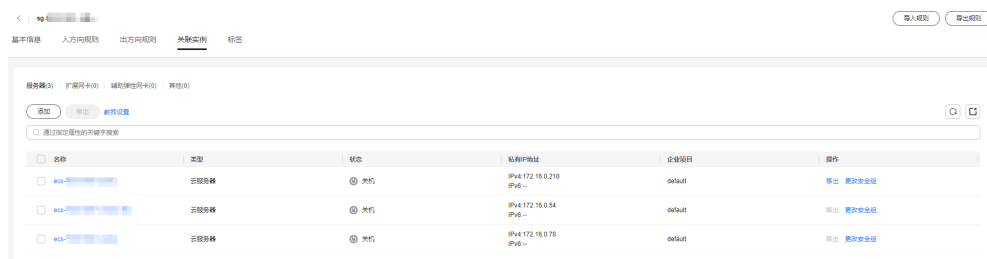 sg-
导入规则 导出规则
基本信息 入方向规则 出方向规则 关联实例 标签
服务器(3) 扩展网卡(0) 辅助弹性网卡(0) 其他(0)
添加 移出 教我设置
通过指定属性的关键字搜索
名称 类型 状态 私有IP地址 企业项目 操作
ecs- 云服务器 关机 IPv4:172.16.0.210 default 移出 更改安全组
IPv6:--
ecs- 云服务器 关机 IPv4:172.16.0.54 default 移出 更改安全组
IPv6:--
ecs- 云服务器 关机 IPv4:172.16.0.78 default 移出 更改安全组
IPv6:--